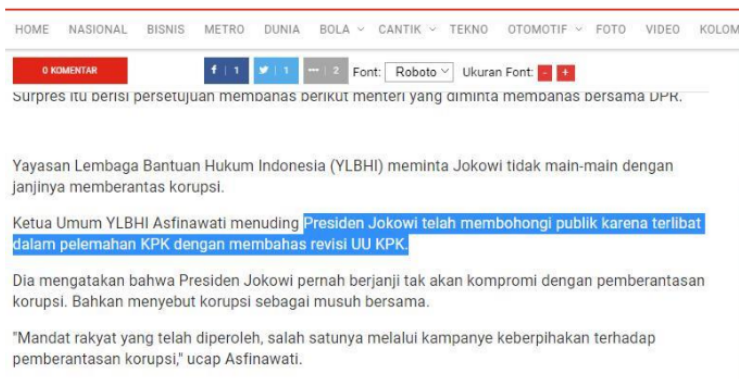 HOME NASIONAL BISNIS METRO DUNIA BOLA CANTIK TEKNO OTOMOTIF FOTO VIDEO KOLOM
0 KOMENTAR f | 1 | 1 ••• | 2 Font: Roboto Ukuran Font: - +
Surpres itu berisi persetujuan membahas berikut menteri yang diminta membahas bersama DPR.
Yayasan Lembaga Bantuan Hukum Indonesia (YLBHI) meminta Jokowi tidak main-main dengan
janjinya memberantas korupsi.
Ketua Umum YLBHI Asfinawati menuding Presiden Jokowi telah membohongi publik karena terlibat
dalam pelemahan KPK dengan membahas revisi UU KPK.
Dia mengatakan bahwa Presiden Jokowi pernah berjanji tak akan kompromi dengan pemberantasan
korupsi. Bahkan menyebut korupsi sebagai musuh bersama.
"Mandat rakyat yang telah diperoleh, salah satunya melalui kampanye keberpihakan terhadap
pemberantasan korupsi," ucap Asfinawati.